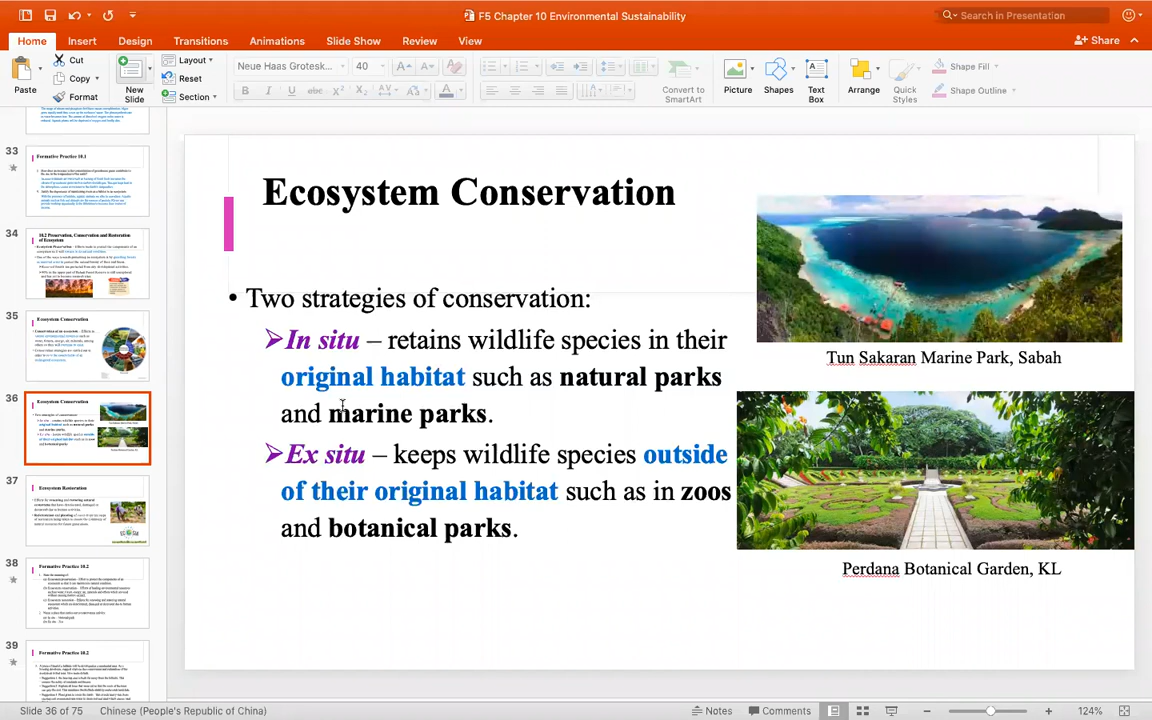 F5 Chapter 10 Environmental Sustainability
Search in Presentation
Home Insert Design Transitions Animations Slide Show Review View
Share
Paste
Cut
Copy
Format
New Slide
Layout
Reset
Section
Neue Haas Grotesk... 40
Convert to SmartArt
Picture
Shapes
Text Box
Arrange
Quick Styles
Shape Fill
Shape Outline
33
Formative Practice 10.1
34
10.2 Preservation, Conservation and Restoration of Ecosystem
35
Ecosystem Conservation
36
Ecosystem Conservation
37
Ecosystem Restoration
38
Formative Practice 10.2
39
Formative Practice 10.2
Ecosystem Conservation
• Two strategies of conservation:
➢In situ – retains wildlife species in their
original habitat such as natural parks
and marine parks.
➢Ex situ – keeps wildlife species outside
of their original habitat such as in zoos
and botanical parks.
Tun Sakaran Marine Park, Sabah
Perdana Botanical Garden, KL
Slide 36 of 75 Chinese (People's Republic of China)
Notes Comments 124%